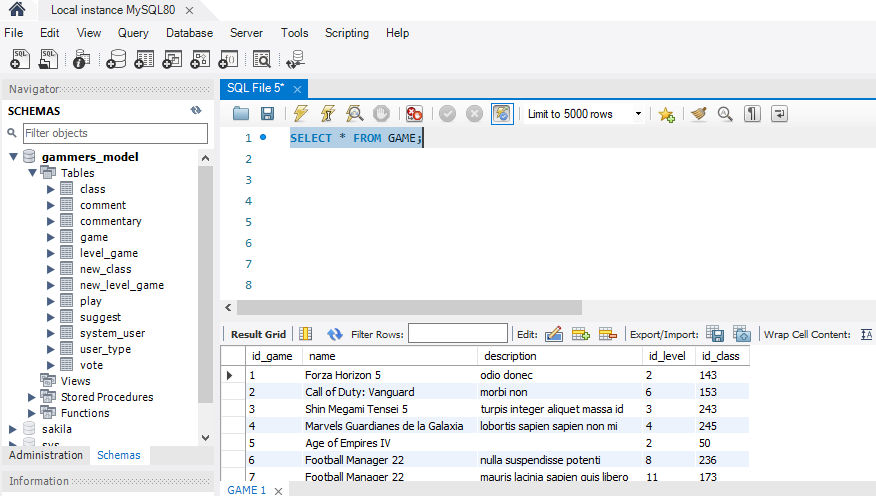 Local instance MySQL80
File Edit View Query Database Server Tools Scripting Help
Navigator
SCHEMAS
Filter objects
gammers_model
Tables
class
comment
commentary
game
level_game
new_class
new_level_game
play
suggest
system_user
user_type
vote
Views
Stored Procedures
Functions
sakila
sys
Administration Schemas
Information
SQL File 5*
Limit to 5000 rows
1 SELECT * FROM GAME;
2
3
4
5
6
7
8
Result Grid Filter Rows: Edit: Export/Import: Wrap Cell Content:
id_game name description id_level id_class
1 Forza Horizon 5 odio donec 2 143
2 Call of Duty: Vanguard morbi non 6 153
3 Shin Megami Tensei 5 turpis integer aliquet massa id 3 243
4 Marvels Guardianes de la Galaxia lobortis sapien sapien non mi 4 245
5 Age of Empires IV 2 50
6 Football Manager 22 nulla suspendisse potenti 8 236
7 Football Manager 22 mauris lacinia sapien quis libero 11 173
GAME 1